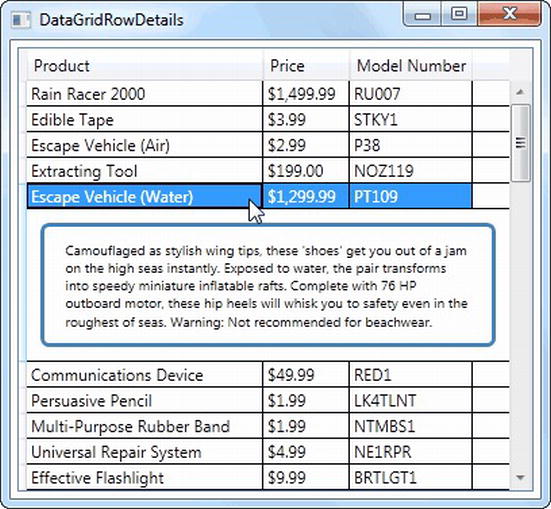 DataGridRowDetails
Product Price Model Number
Rain Racer 2000 $1,499.99 RU007
Edible Tape $3.99 STKY1
Escape Vehicle (Air) $2.99 P38
Extracting Tool $199.00 NOZ119
Escape Vehicle (Water) $1,299.99 PT109
Camouflaged as stylish wing tips, these 'shoes' get you out of a jam
on the high seas instantly. Exposed to water, the pair transforms
into speedy miniature inflatable rafts. Complete with 76 HP
outboard motor, these hip heels will whisk you to safety even in the
roughest of seas. Warning: Not recommended for beachwear.
Communications Device $49.99 RED1
Persuasive Pencil $1.99 LK4TLNT
Multi-Purpose Rubber Band $1.99 NTMBS1
Universal Repair System $4.99 NE1RPR
Effective Flashlight $9.99 BRTLGT1